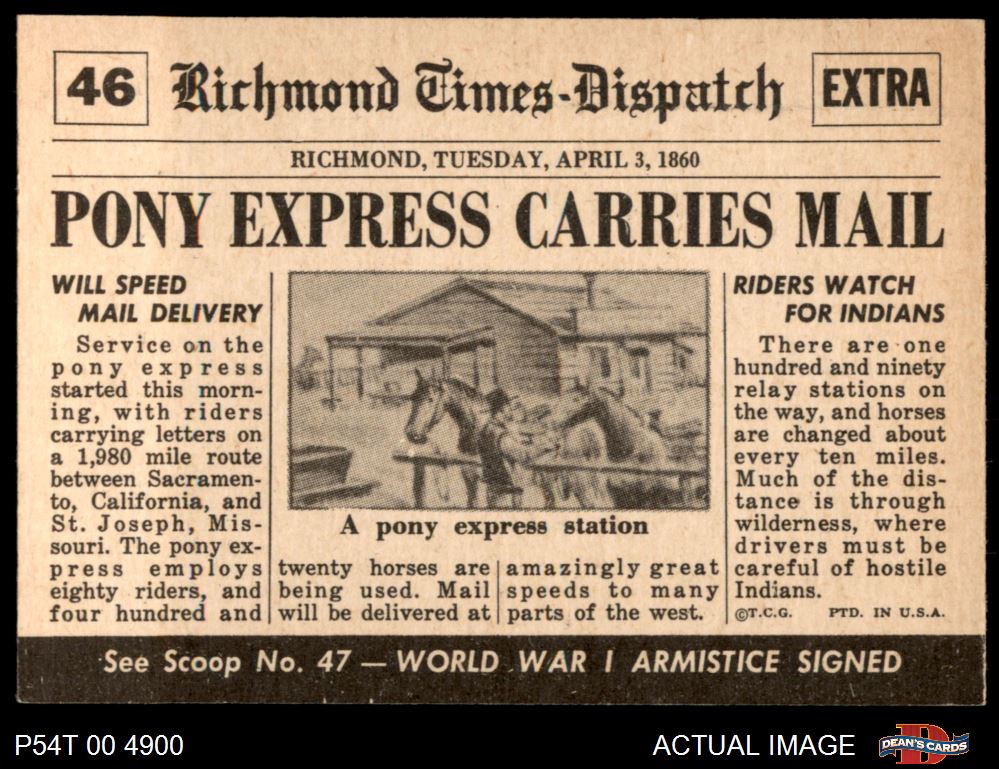 46
Richmond Times-Dispatch
EXTRA
RICHMOND, TUESDAY, APRIL 3, 1860
PONY EXPRESS CARRIES MAIL
WILL SPEED
MAIL DELIVERY
Service on the
pony express
started this morn-
ing, with riders
carrying letters on
a 1,980 mile route
between Sacramen-
to, California, and
St. Joseph, Mis-
souri. The pony ex-
press employs
eighty riders, and
four hundred and
A pony express station
twenty horses are
being used. Mail
will be delivered at
amazingly great
speeds to many
parts of the west.
RIDERS WATCH
FOR INDIANS
There are one
hundred and ninety
relay stations on
the way, and horses
are changed about
every ten miles.
Much of the dis-
tance is through
wilderness, where
drivers must be
careful of hostile
Indians.
©T.C.G. PTD. IN U.S.A.
See Scoop No. 47 — WORLD WAR I ARMISTICE SIGNED
P54T 00 4900
ACTUAL IMAGE
D
DEAN'S CARDS